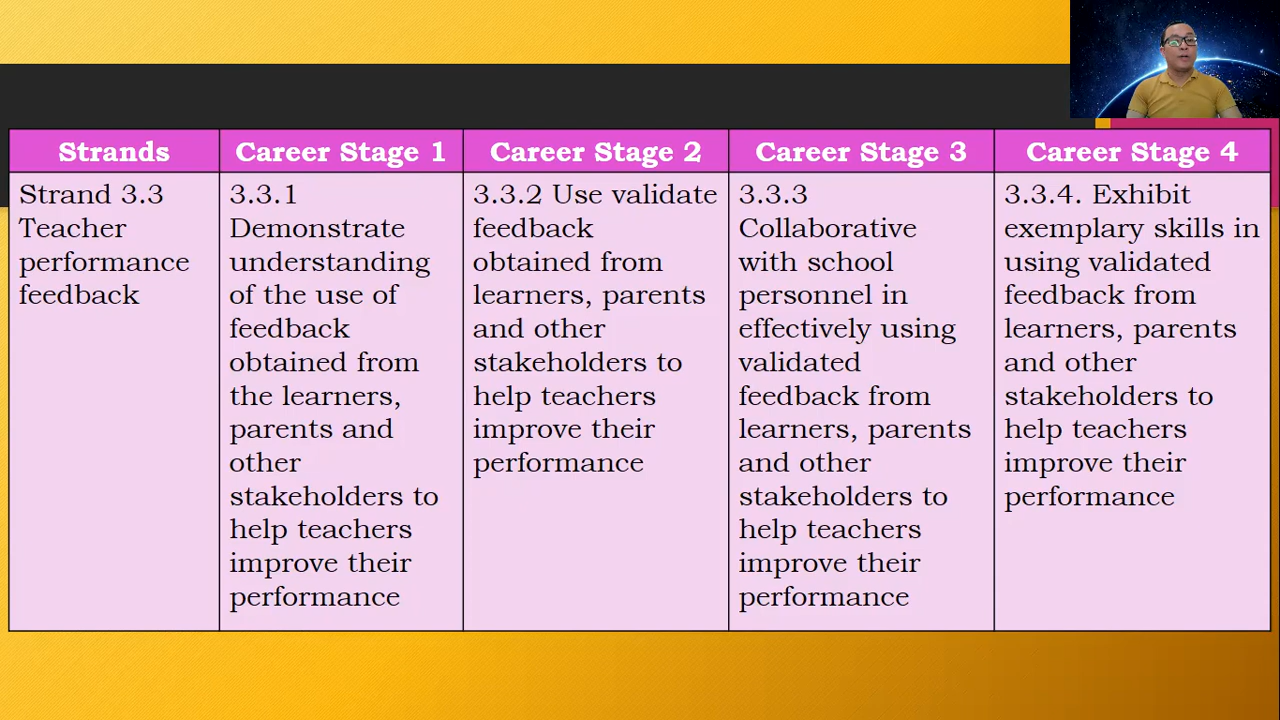 Strands
Career Stage 1
Career Stage 2
Career Stage 3
Career Stage 4
Strand 3.3
Teacher
performance
feedback
3.3.1
Demonstrate
understanding
of the use of
feedback
obtained from
the learners,
parents and
other
stakeholders to
help teachers
improve their
performance
3.3.2 Use validate
feedback
obtained from
learners, parents
and other
stakeholders to
help teachers
improve their
performance
3.3.3
Collaborative
with school
personnel in
effectively using
validated
feedback from
learners, parents
and other
stakeholders to
help teachers
improve their
performance
3.3.4. Exhibit
exemplary skills in
using validated
feedback from
learners, parents
and other
stakeholders to
help teachers
improve their
performance